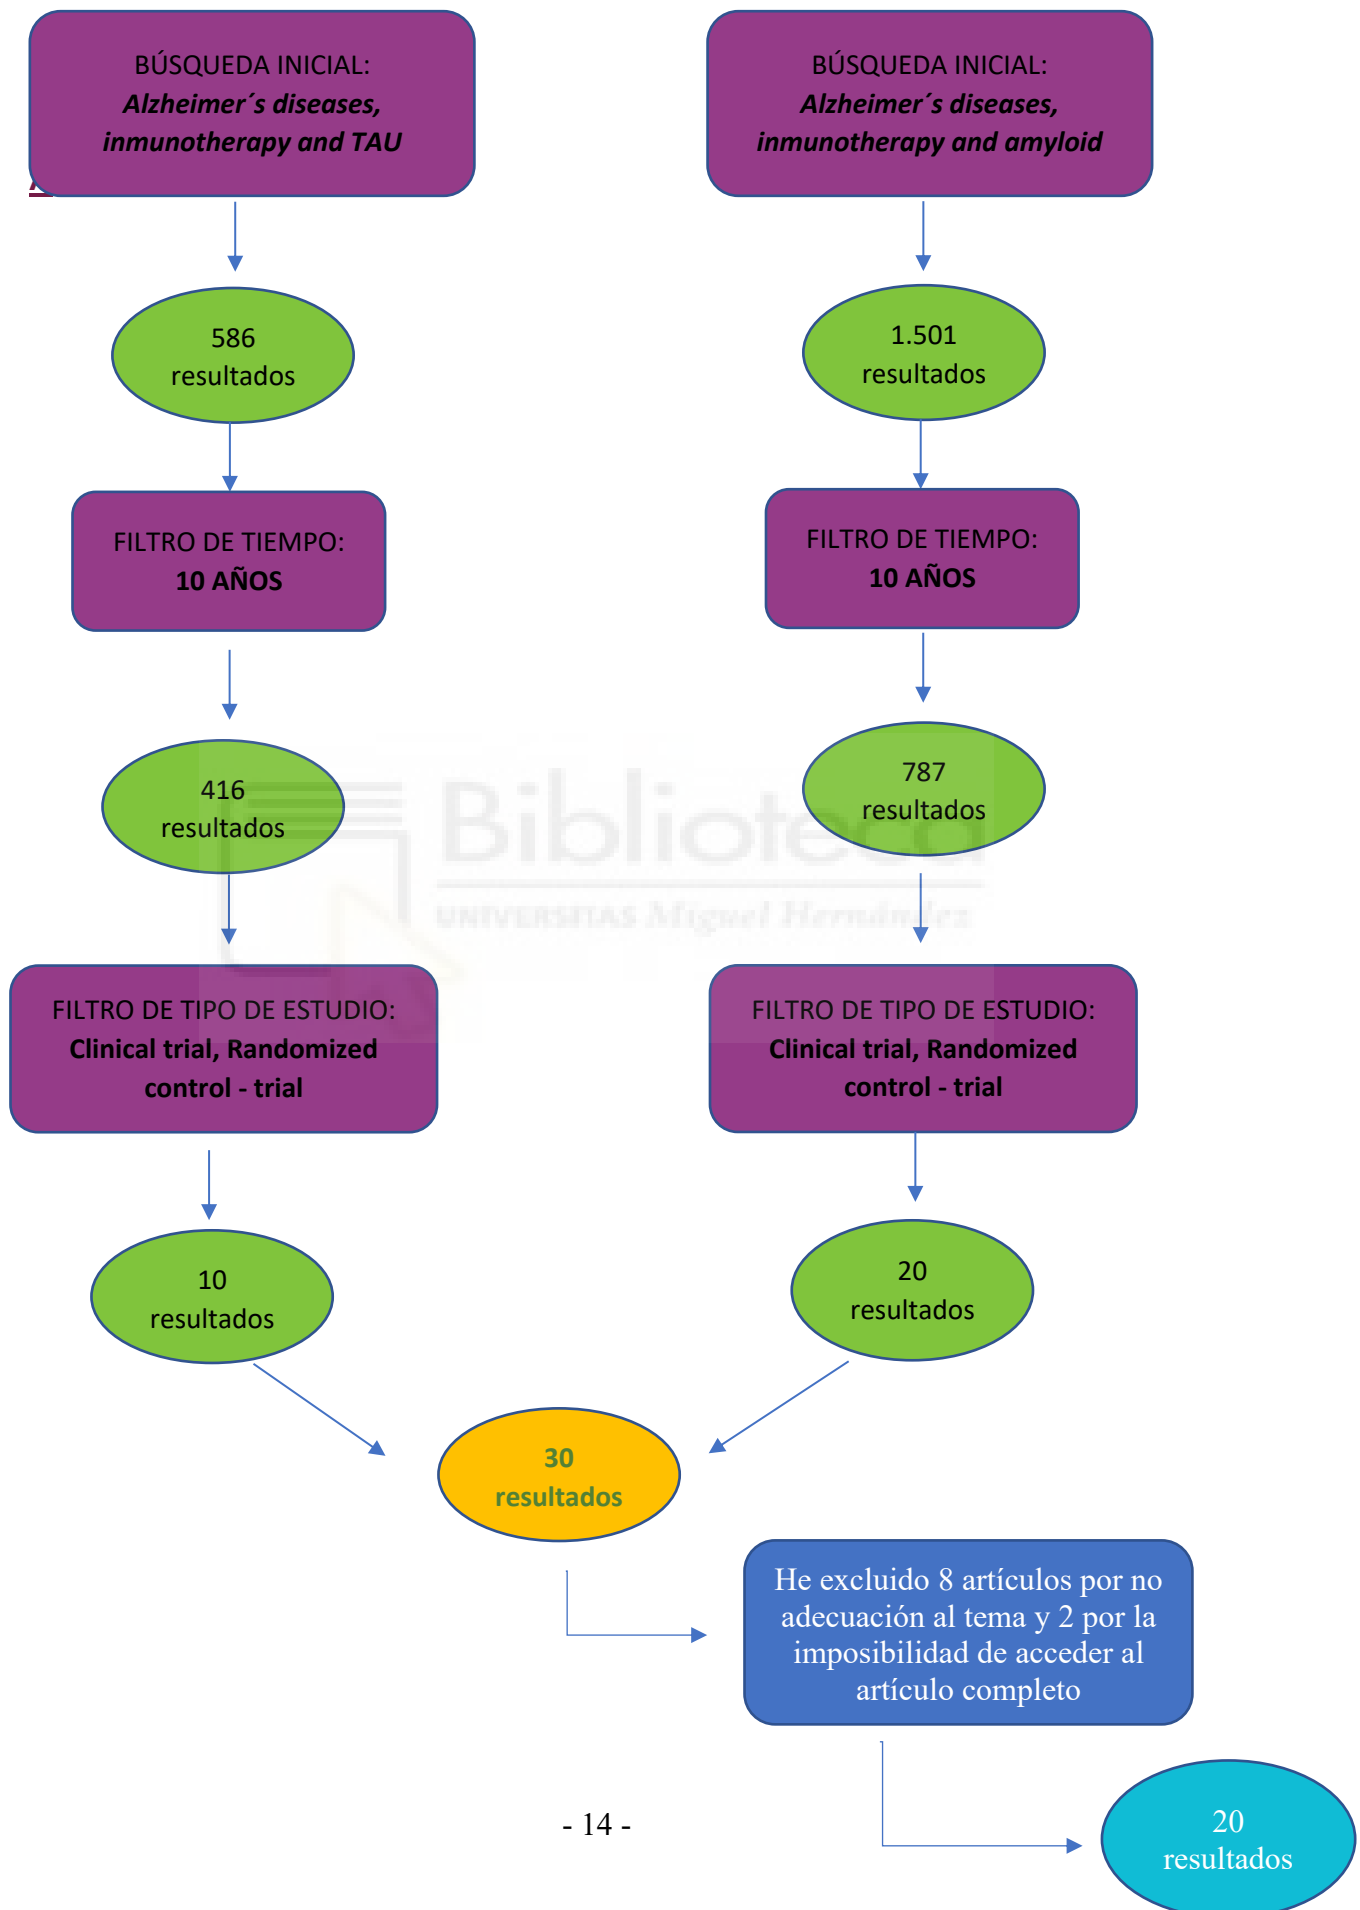 BÚSQUEDA INICIAL:
Alzheimer´s diseases,
inmunotherapy and TAU
BÚSQUEDA INICIAL:
Alzheimer´s diseases,
inmunotherapy and amyloid
586
resultados
1.501
resultados
FILTRO DE TIEMPO:
10 AÑOS
FILTRO DE TIEMPO:
10 AÑOS
416
resultados
787
resultados
Biblioteca
UNIVERSITAS Miguel Hernández
FILTRO DE TIPO DE ESTUDIO:
Clinical trial, Randomized
control - trial
FILTRO DE TIPO DE ESTUDIO:
Clinical trial, Randomized
control - trial
10
resultados
20
resultados
30
resultados
He excluido 8 artículos por no
adecuación al tema y 2 por la
imposibilidad de acceder al
artículo completo
20
resultados
- 14 -